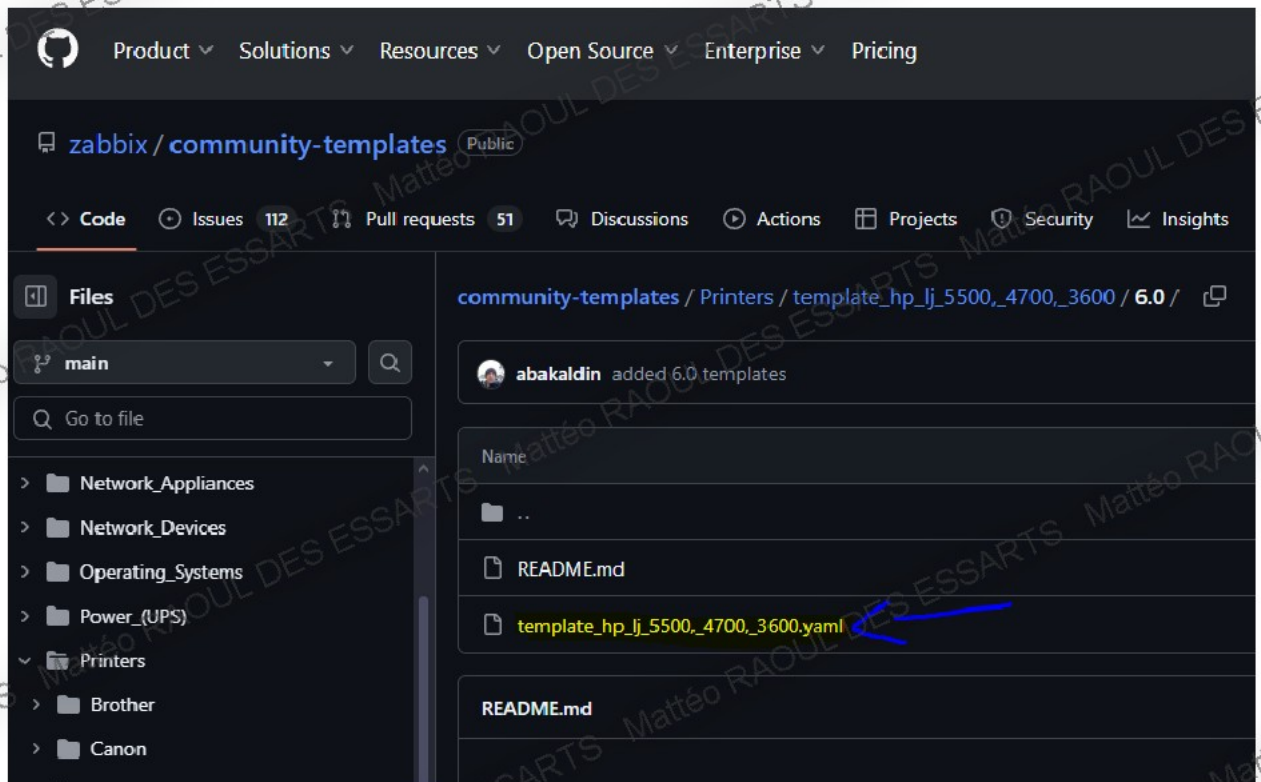 Product Solutions Resources Open Source Enterprise Pricing
zabbix / community-templates Public
Code Issues 112 Pull requests 51 Discussions Actions Projects Security Insights
Files
main
Go to file
Network_Appliances
Network_Devices
Operating_Systems
Power_(UPS)
Printers
Brother
Canon
community-templates / Printers / template_hp_lj_5500,_4700,_3600 / 6.0 /
abakaldin added 6.0 templates
Name
..
README.md
template_hp_lj_5500,_4700,_3600.yaml
README.md
Mattéo RAOUL DES ESSARTS